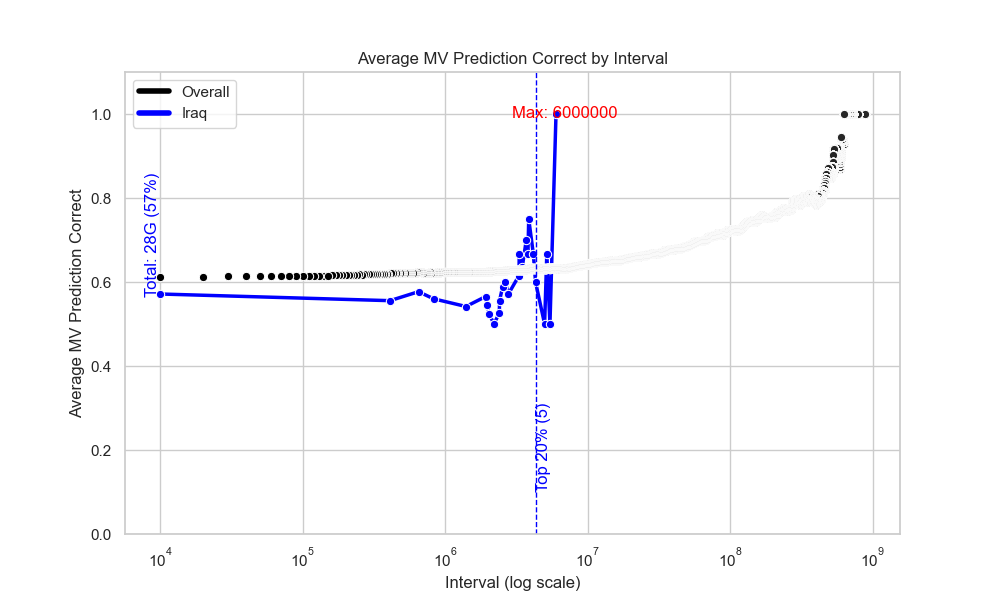 Average MV Prediction Correct by Interval
Overall
Iraq
Max: 6000000
Total: 28G (57%)
Top 20% (5)
Average MV Prediction Correct
1.0
0.8
0.6
0.4
0.2
0.0
10^4
10^5
10^6
10^7
10^8
10^9
Interval (log scale)